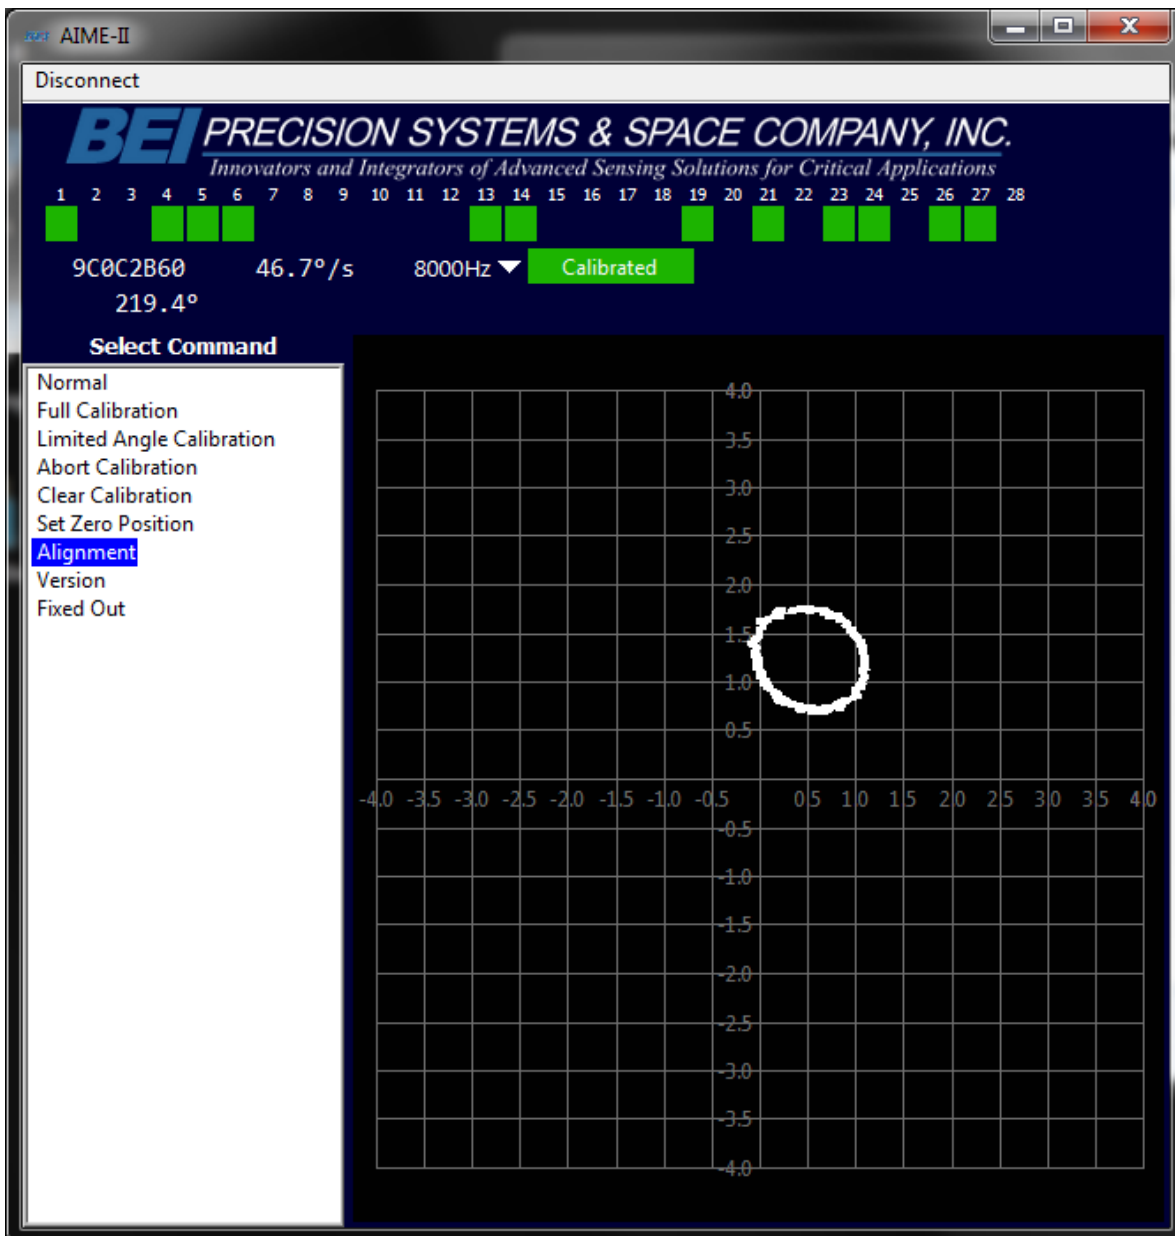 AIME-II
Disconnect
BEI PRECISION SYSTEMS & SPACE COMPANY, INC.
Innovators and Integrators of Advanced Sensing Solutions for Critical Applications
1 2 3 4 5 6 7 8 9 10 11 12 13 14 15 16 17 18 19 20 21 22 23 24 25 26 27 28
9C0C2B60 46.7°/s 8000Hz Calibrated
219.4°
Select Command
Normal
Full Calibration
Limited Angle Calibration
Abort Calibration
Clear Calibration
Set Zero Position
Alignment
Version
Fixed Out
4.0
3.5
3.0
2.5
2.0
1.5
1.0
0.5
-4.0 -3.5 -3.0 -2.5 -2.0 -1.5 -1.0 -0.5 0.5 1.0 1.5 2.0 2.5 3.0 3.5 4.0
-0.5
-1.0
-1.5
-2.0
-2.5
-3.0
-3.5
-4.0